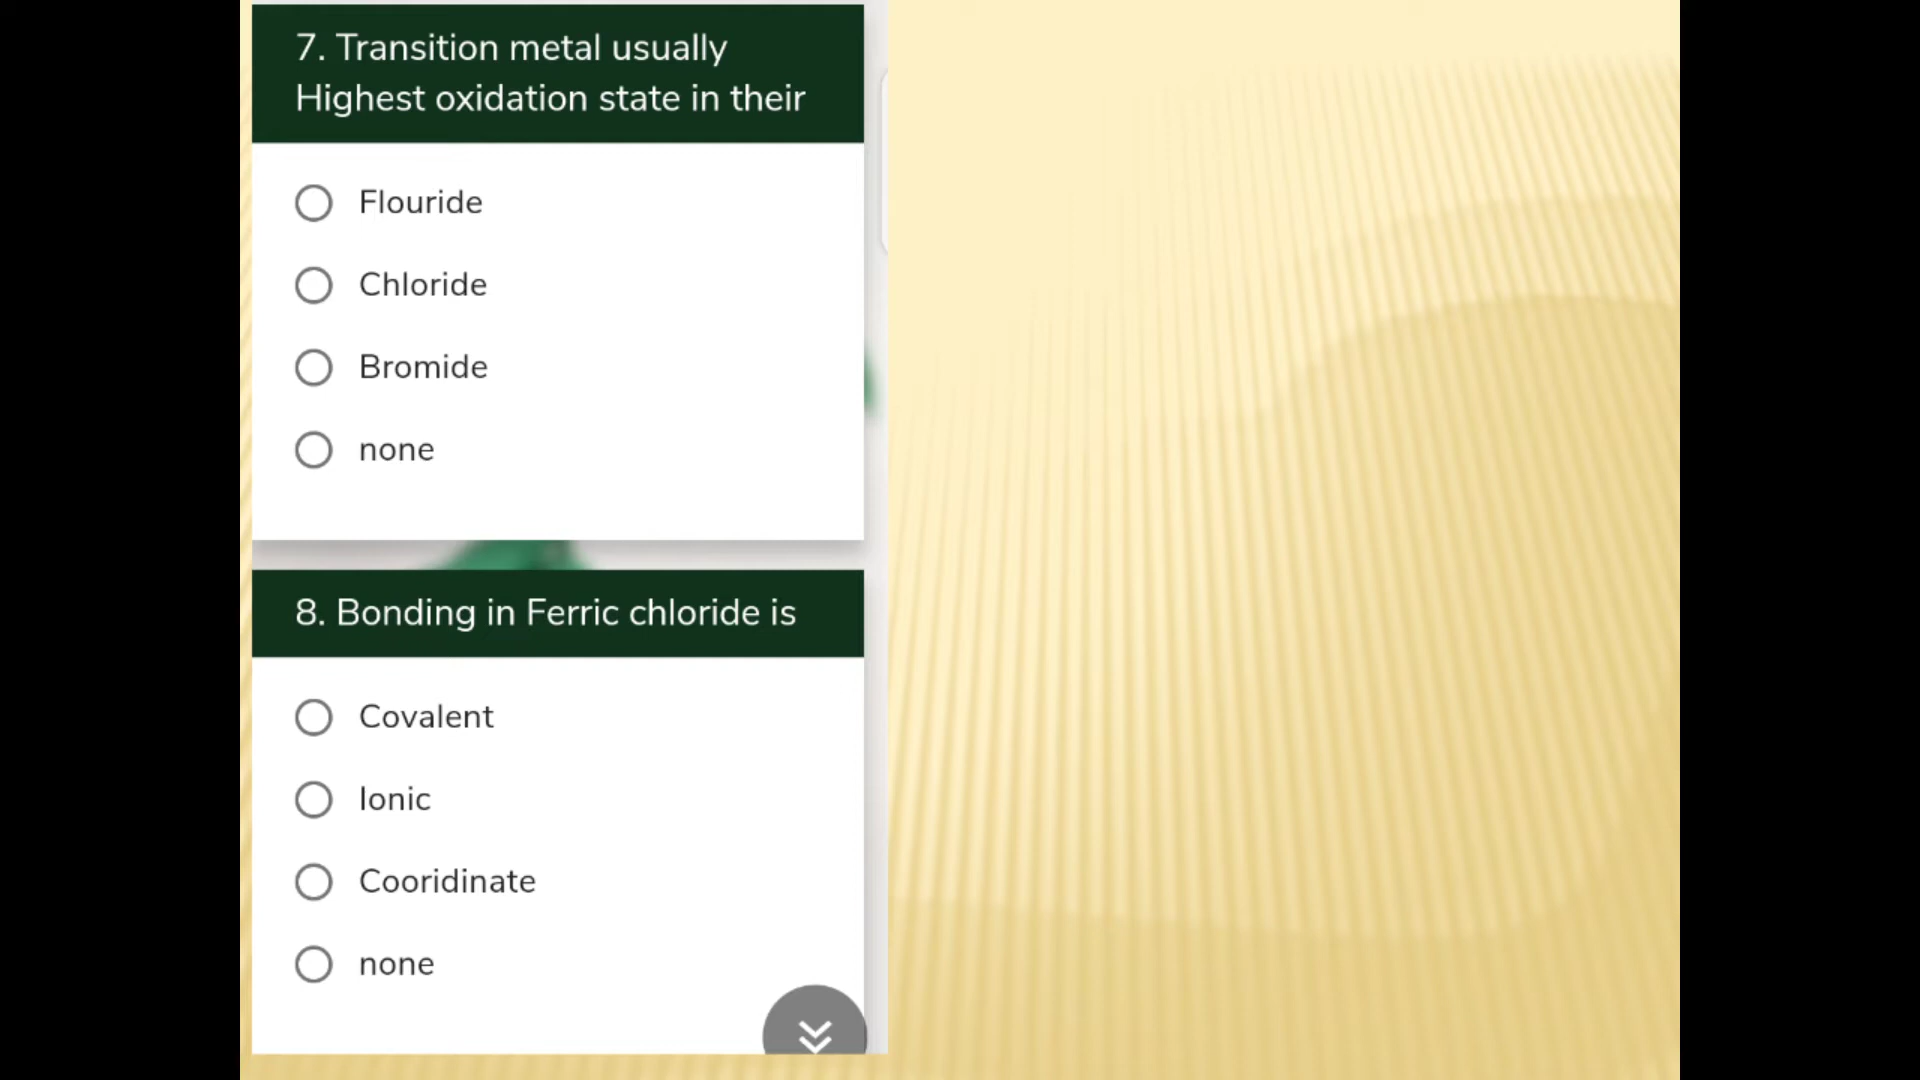 7. Transition metal usually
Highest oxidation state in their
Flouride
Chloride
Bromide
none
8. Bonding in Ferric chloride is
Covalent
Ionic
Cooridinate
none